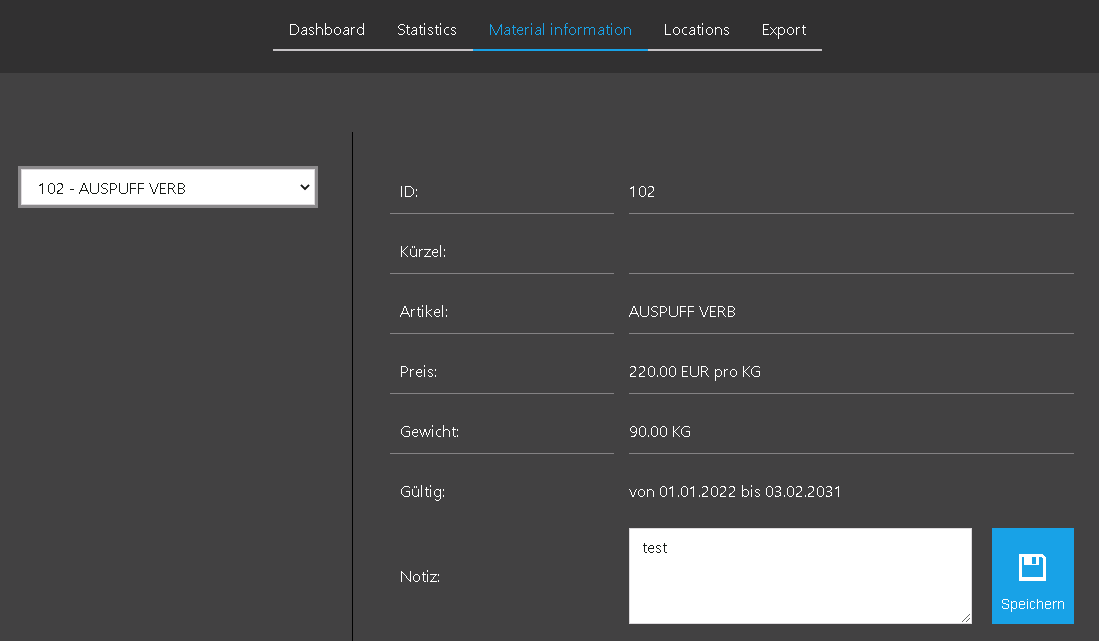 Dashboard Statistics Material information Locations Export
102 - AUSPUFF VERB
ID: 102
Kürzel:
Artikel: AUSPUFF VERB
Preis: 220.00 EUR pro KG
Gewicht: 90.00 KG
Gültig: von 01.01.2022 bis 03.02.2031
Notiz: test
Speichern